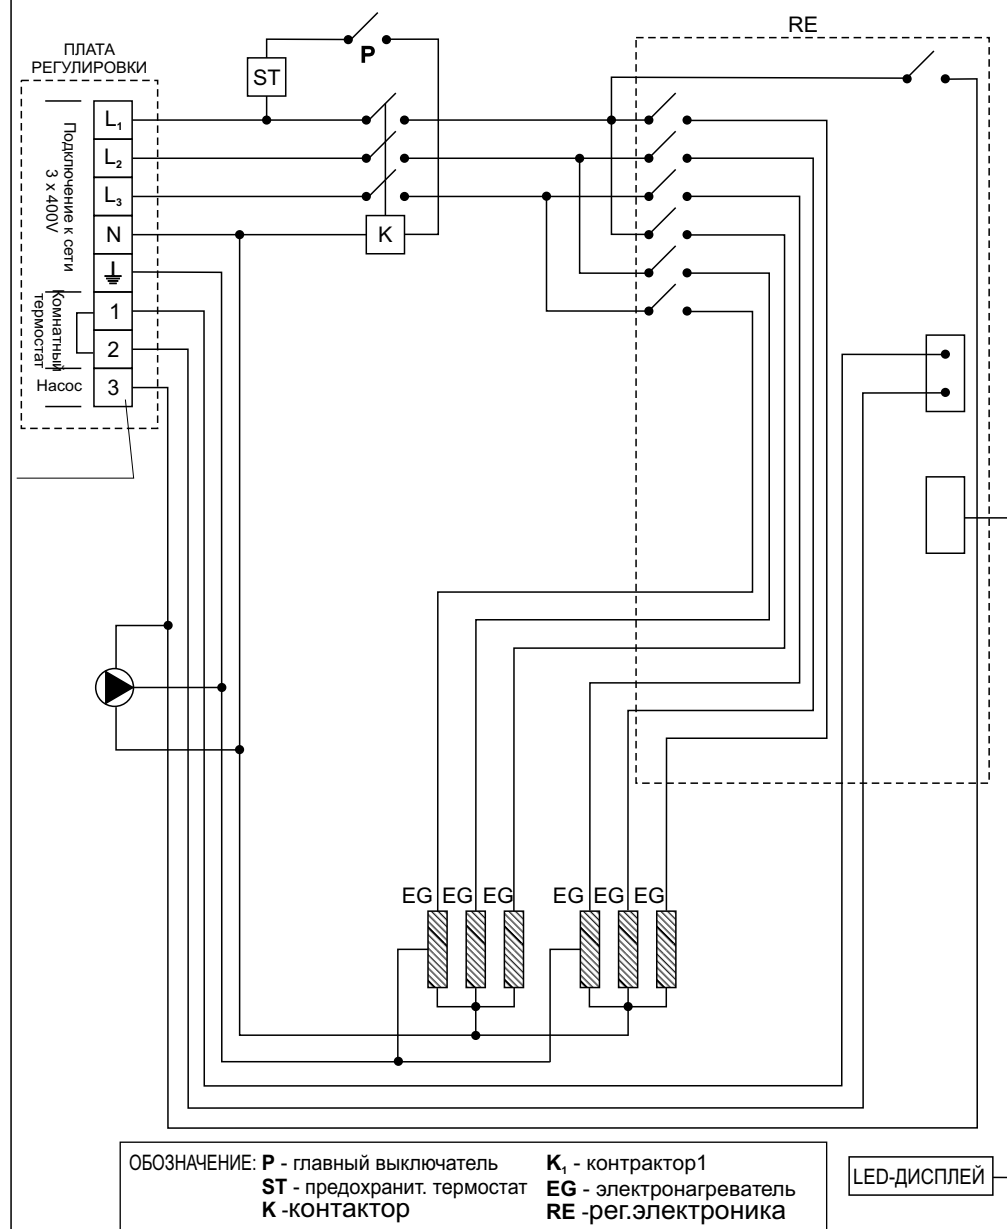 RE
ПЛАТА
РЕГУЛИРОВКИ
P
ST
L₁
L₂
L₃
N
1
2
3
Подключение к сети
3 x 400V
Комнатный
термостат
Насос
K
EG EG EG
EG EG EG
ОБОЗНАЧЕНИЕ: P - главный выключатель
ST - предохранит. термостат
K -контактор
K₁ - контрактор1
EG - электронагреватель
RE -рег.электроника
LED-ДИСПЛЕЙ